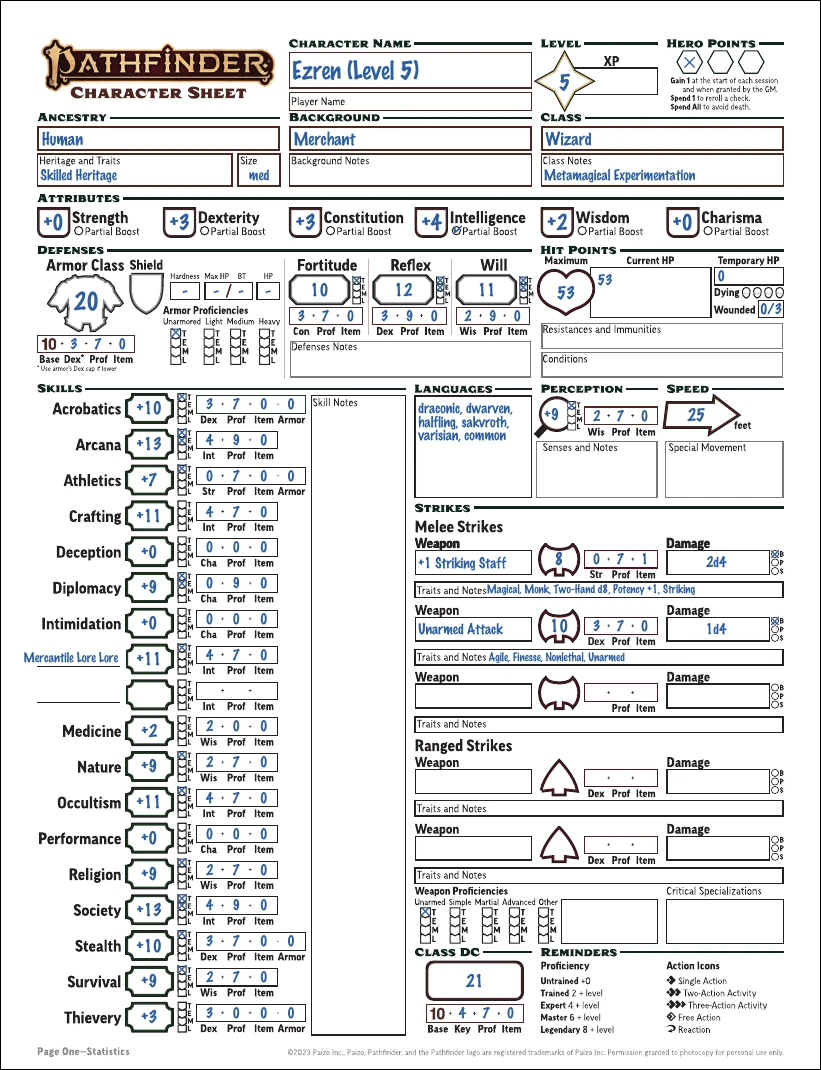 PATHFINDER
CHARACTER SHEET
CHARACTER NAME
Ezren (Level 5)
Player Name
LEVEL
5
XP
HERO POINTS
Gain 1 at the start of each session
and when granted by the GM.
Spend 1 to reroll a check.
Spend All to avoid death.
ANCESTRY
Human
Heritage and Traits
Skilled Heritage
Size
med
BACKGROUND
Merchant
Background Notes
CLASS
Wizard
Class Notes
Metamagical Experimentation
ATTRIBUTES
+0 Strength
Partial Boost
+3 Dexterity
Partial Boost
+3 Constitution
Partial Boost
+4 Intelligence
Partial Boost
+2 Wisdom
Partial Boost
+0 Charisma
Partial Boost
DEFENSES
Armor Class
20
10 · 3 · 7 · 0
Base Dex* Prof Item
* Use armor's Dex cap if lower
Shield
Hardness Max HP / BT HP
- - / - -
Armor Proficiencies
Unarmored Light Medium Heavy
T
E
M
L
Fortitude
10
T
E
M
L
3 · 7 · 0
Con Prof Item
Reflex
12
T
E
M
L
3 · 9 · 0
Dex Prof Item
Will
11
T
E
M
L
2 · 9 · 0
Wis Prof Item
Defenses Notes
HIT POINTS
Maximum
53
Current HP
53
Temporary HP
0
Dying
Wounded 0/3
Resistances and Immunities
Conditions
SKILLS
Acrobatics +10 T E M L 3 · 7 · 0 · 0
Dex Prof Item Armor
Arcana +13 T E M L 4 · 9 · 0
Int Prof Item
Athletics +7 T E M L 0 · 7 · 0 · 0
Str Prof Item Armor
Crafting +11 T E M L 4 · 7 · 0
Int Prof Item
Deception +0 T E M L 0 · 0 · 0
Cha Prof Item
Diplomacy +9 T E M L 0 · 9 · 0
Cha Prof Item
Intimidation +0 T E M L 0 · 0 · 0
Cha Prof Item
Mercantile Lore Lore +11 T E M L 4 · 7 · 0
Int Prof Item
T E M L · ·
Int Prof Item
Medicine +2 T E M L 2 · 0 · 0
Wis Prof Item
Nature +9 T E M L 2 · 7 · 0
Wis Prof Item
Occultism +11 T E M L 4 · 7 · 0
Int Prof Item
Performance +0 T E M L 0 · 0 · 0
Cha Prof Item
Religion +9 T E M L 2 · 7 · 0
Wis Prof Item
Society +13 T E M L 4 · 9 · 0
Int Prof Item
Stealth +10 T E M L 3 · 7 · 0 · 0
Dex Prof Item Armor
Survival +9 T E M L 2 · 7 · 0
Wis Prof Item
Thievery +3 T E M L 3 · 0 · 0 · 0
Dex Prof Item Armor
Skill Notes
LANGUAGES
draconic, dwarven,
halfling, sakvroth,
varisian, common
PERCEPTION
+9 T E M L 2 · 7 · 0
Wis Prof Item
Senses and Notes
SPEED
25
feet
Special Movement
STRIKES
Melee Strikes
Weapon
+1 Striking Staff
8
0 · 7 · 1
Str Prof Item
Damage
2d4
B
P
S
Traits and Notes Magical, Monk, Two-Hand d8, Potency +1, Striking
Weapon
Unarmed Attack
10
3 · 7 · 0
Dex Prof Item
Damage
1d4
B
P
S
Traits and Notes Agile, Finesse, Nonlethal, Unarmed
Weapon
· ·
Prof Item
Damage
B
P
S
Traits and Notes
Ranged Strikes
Weapon
· ·
Dex Prof Item
Damage
B
P
S
Traits and Notes
Weapon
· ·
Dex Prof Item
Damage
B
P
S
Traits and Notes
Weapon Proficiencies
Unarmed Simple Martial Advanced Other
T
E
M
L
Critical Specializations
CLASS DC
21
10 · 4 · 7 · 0
Base Key Prof Item
REMINDERS
Proficiency
Untrained +0
Trained 2 + level
Expert 4 + level
Master 6 + level
Legendary 8 + level
Action Icons
Single Action
Two-Action Activity
Three-Action Activity
Free Action
Reaction
Page One—Statistics
©2023 Paizo Inc., Paizo, Pathfinder, and the Pathfinder logo are registered trademarks of Paizo Inc. Permission granted to photocopy for personal use only.